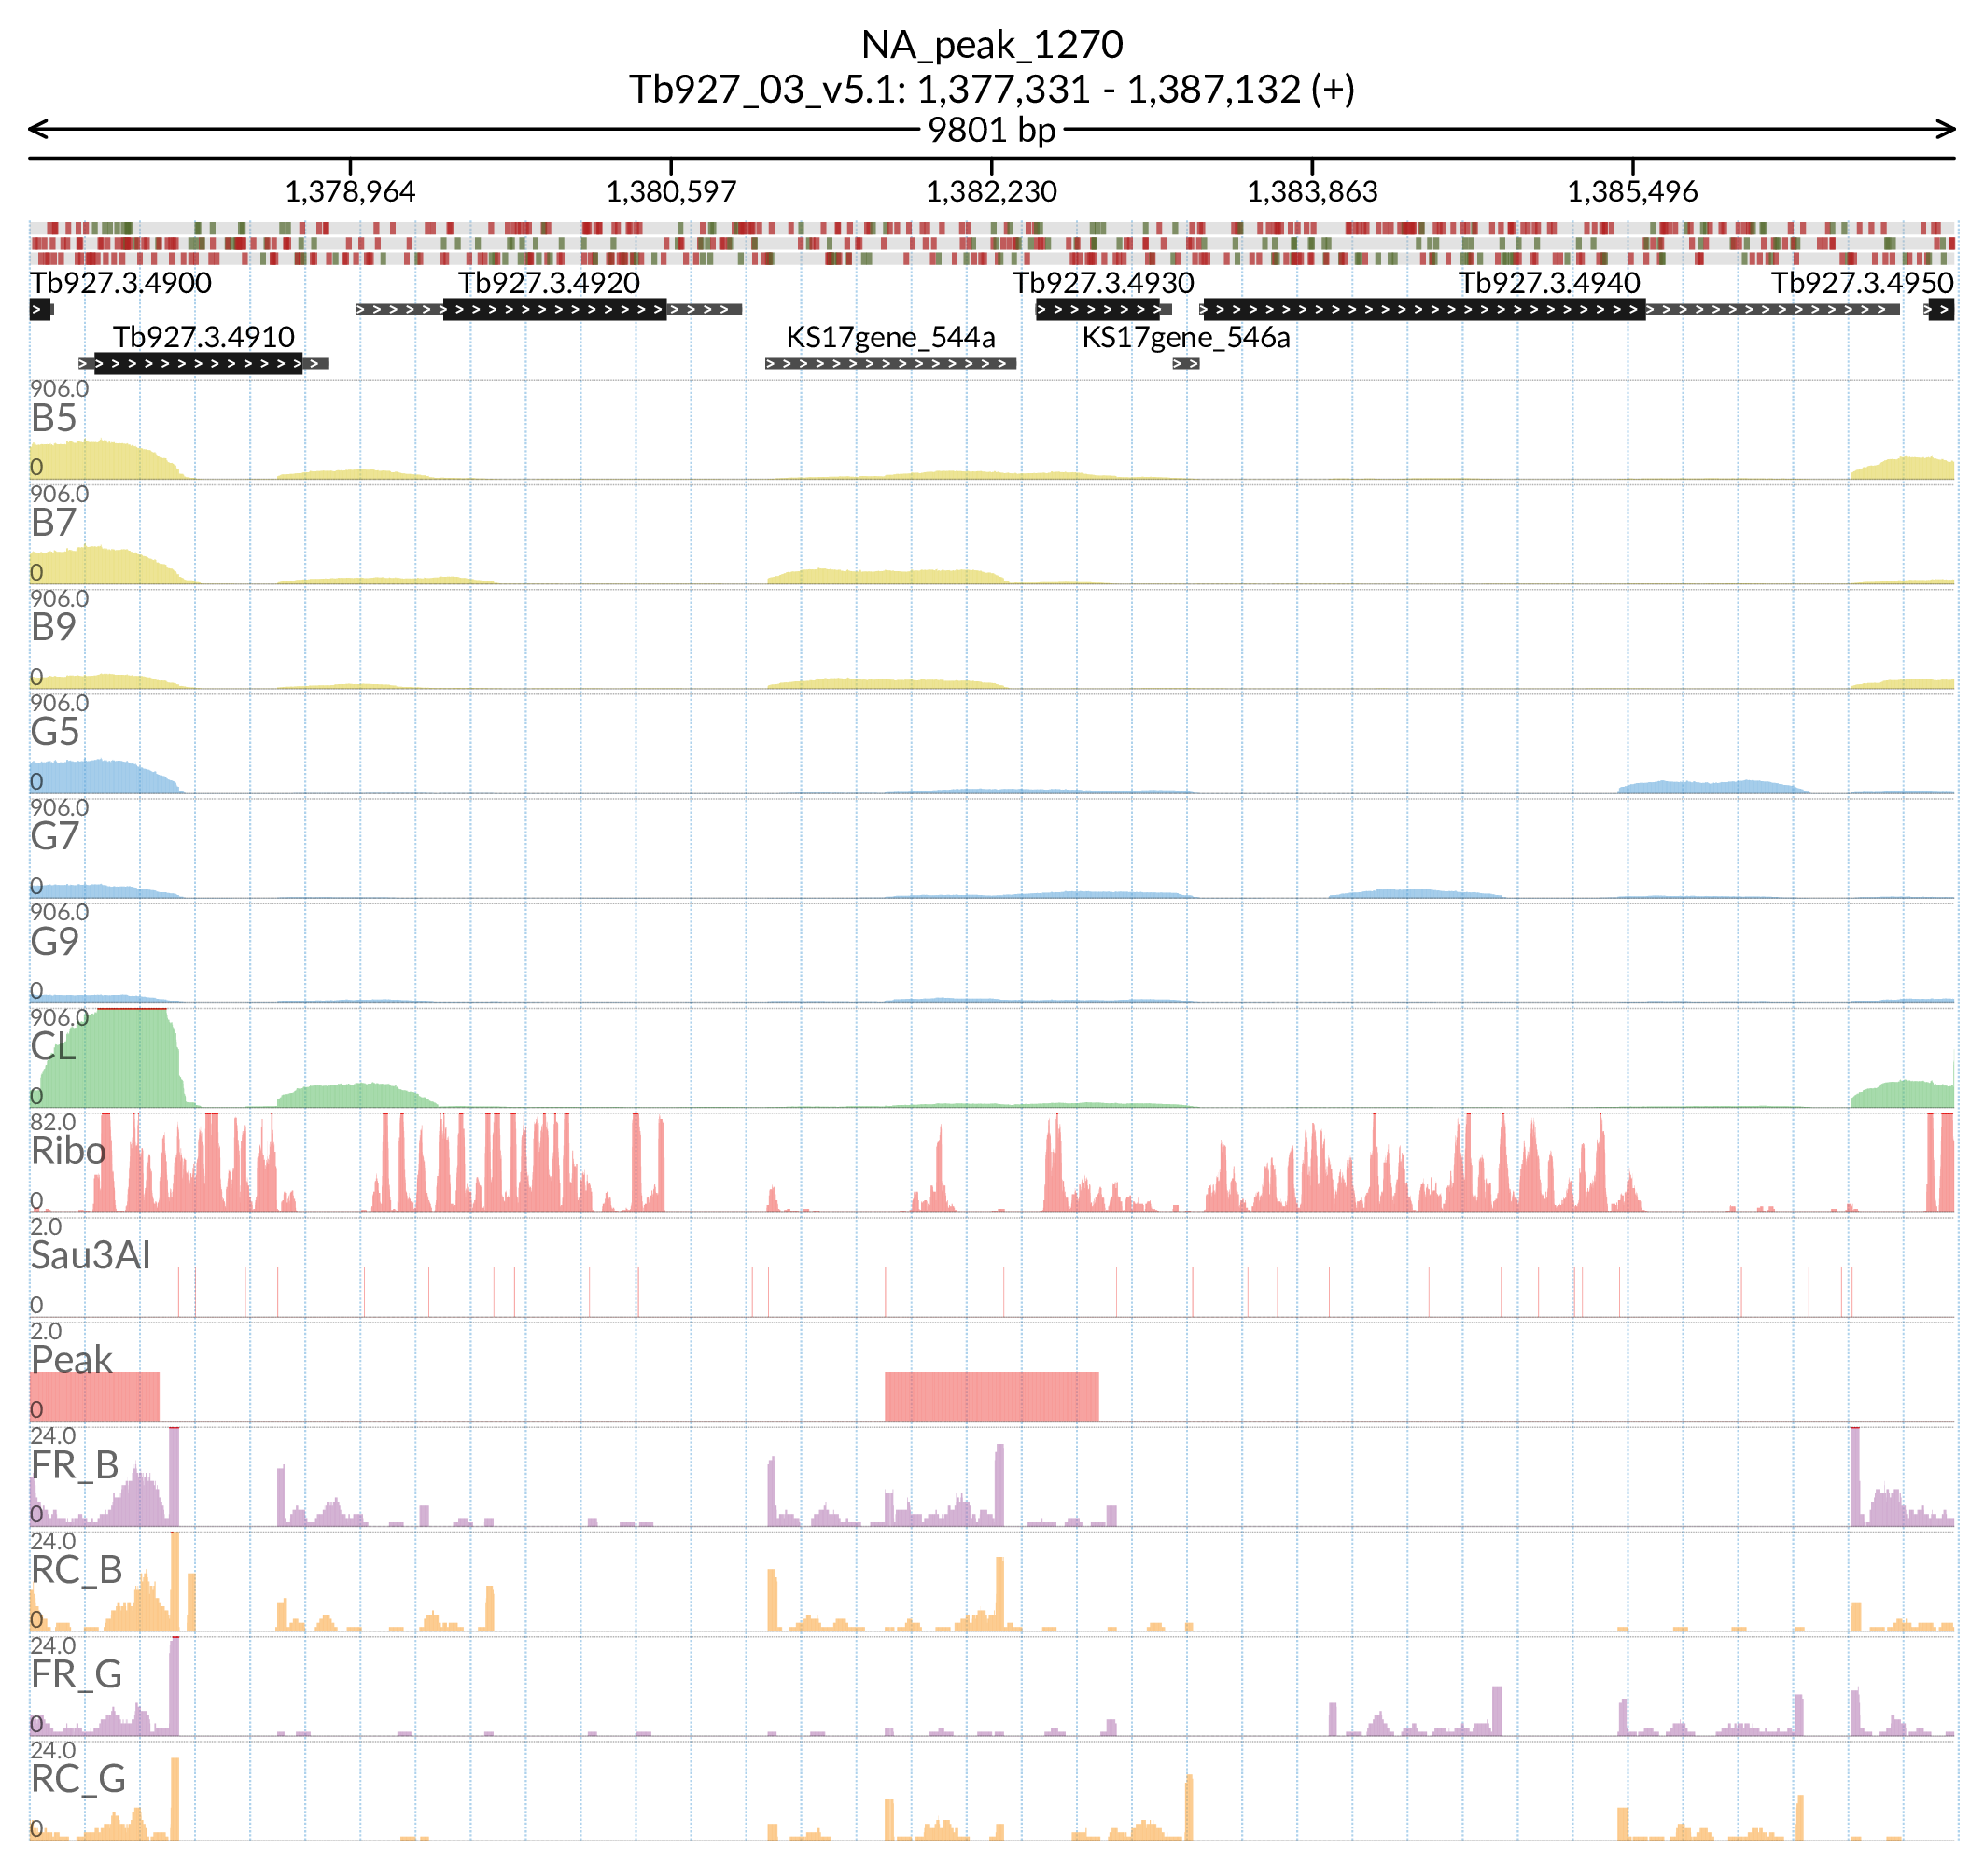 NA_peak_1270
Tb927_03_v5.1: 1,377,331 - 1,387,132 (+)
9801 bp
1,378,964 1,380,597 1,382,230 1,383,863 1,385,496
Tb927.3.4900 Tb927.3.4920 Tb927.3.4930 Tb927.3.4940 Tb927.3.4950
Tb927.3.4910 KS17gene_544a KS17gene_546a
906.0
B5
0
906.0
B7
0
906.0
B9
0
906.0
G5
0
906.0
G7
0
906.0
G9
0
906.0
CL
0
82.0
Ribo
0
2.0
Sau3AI
0
2.0
Peak
0
24.0
FR_B
0
24.0
RC_B
0
24.0
FR_G
0
24.0
RC_G
0